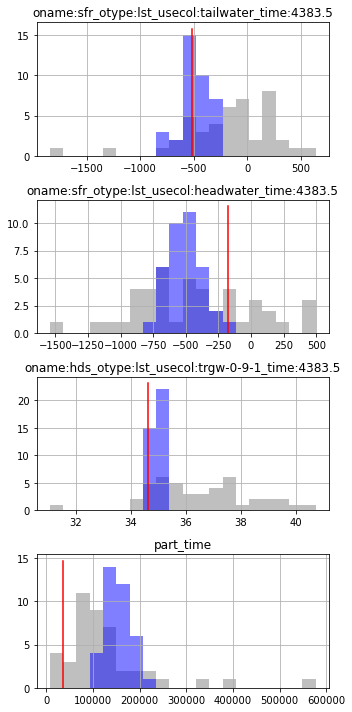 oname:sfr_otype:lst_usecol:tailwater_time:4383.5
15
10
5
0
−1500 −1000 −500 0 500
oname:sfr_otype:lst_usecol:headwater_time:4383.5
10.0
7.5
5.0
2.5
0.0
−1500 −1250 −1000 −750 −500 −250 0 250 500
oname:hds_otype:lst_usecol:trgw-0-9-1_time:4383.5
20
15
10
5
0
32 34 36 38 40
part_time
15
10
5
0
0 100000 200000 300000 400000 500000 600000